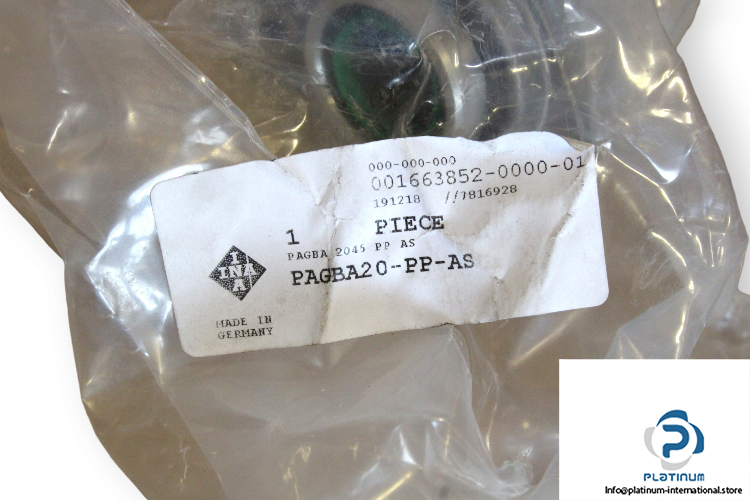 000-000-000
001663852-0000-01
191218 //7816928
1 PIECE
PAGBA 2045 PP AS
PAGBA20-PP-AS
I
INA
A
MADE IN
GERMANY
PLATINUM
Info@platinum-international.store